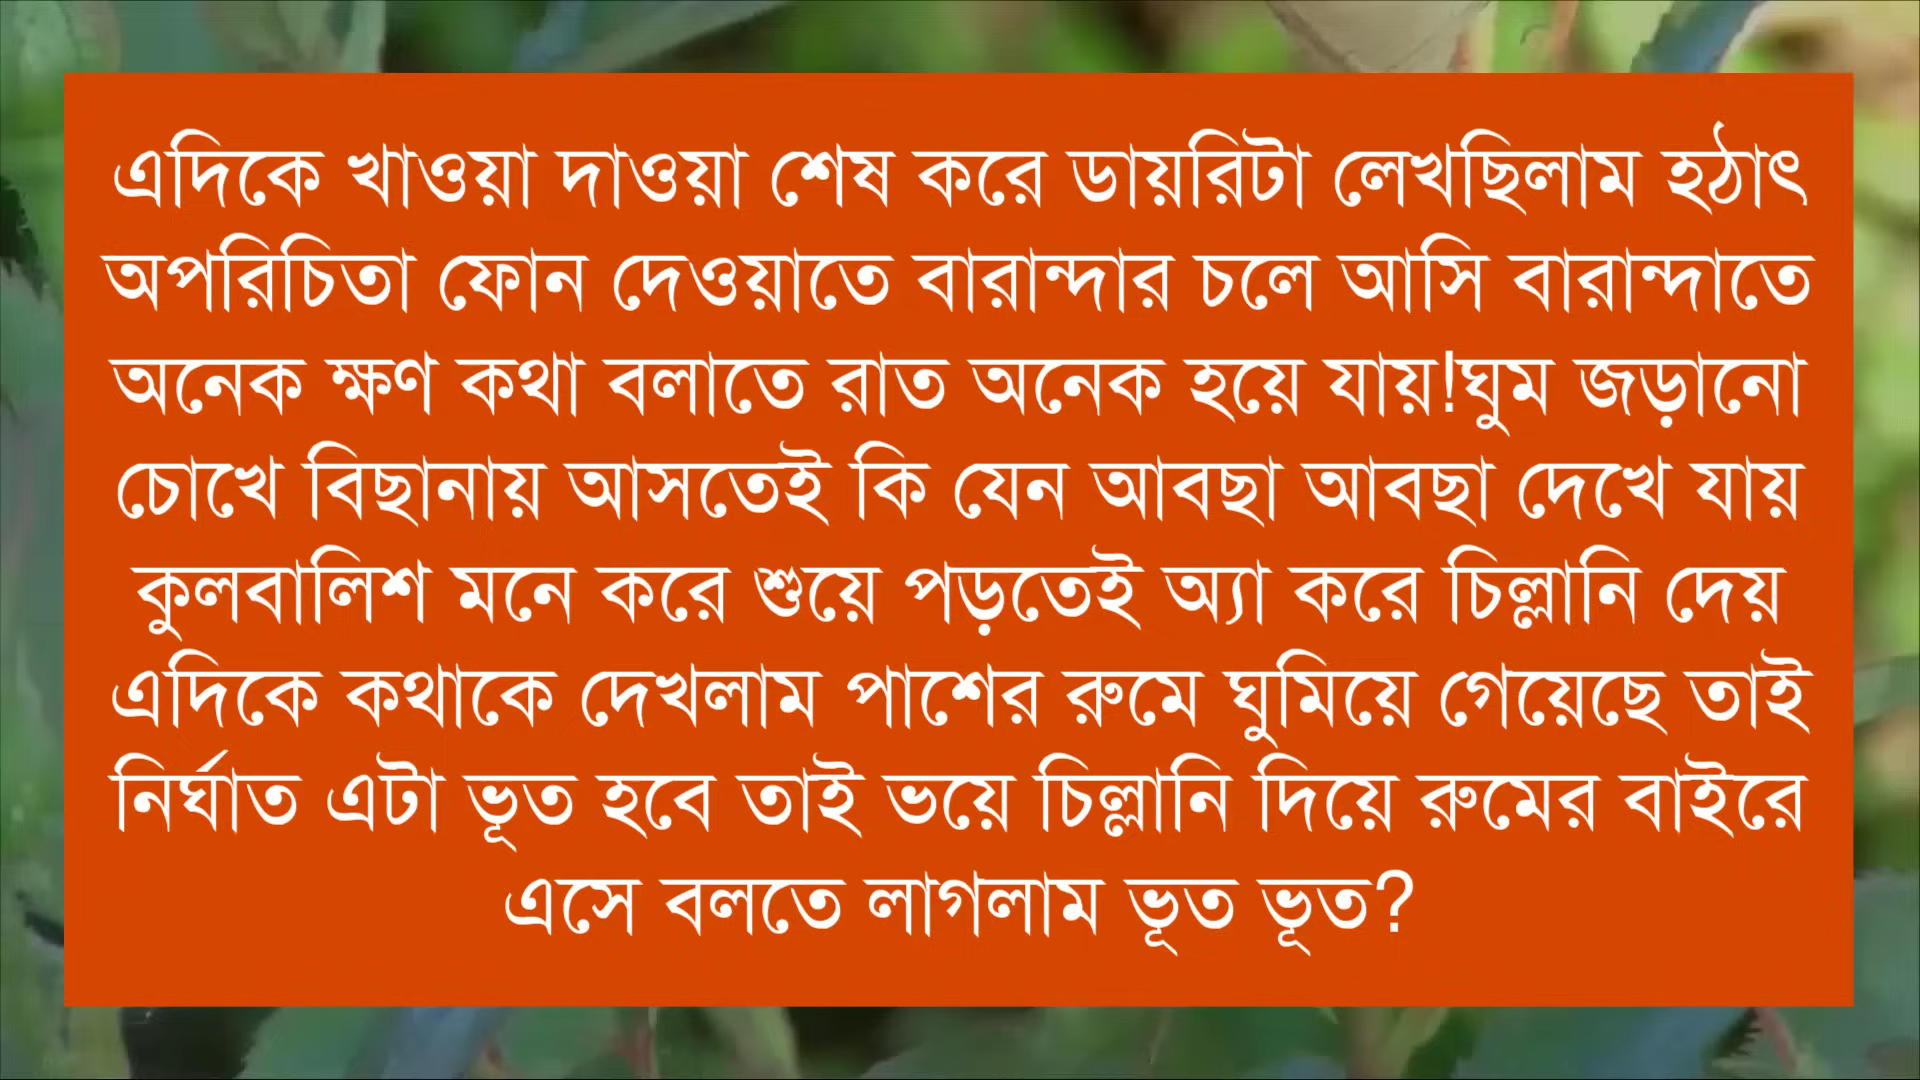 এদিকে খাওয়া দাওয়া শেষ করে ডায়রিটা লেখছিলাম হঠাৎ
অপরিচিতা ফোন দেওয়াতে বারান্দার চলে আসি বারান্দাতে
অনেক ক্ষণ কথা বলাতে রাত অনেক হয়ে যায়!ঘুম জড়ানো
চোখে বিছানায় আসতেই কি যেন আবছা আবছা দেখে যায়
কুলবালিশ মনে করে শুয়ে পড়তেই অ্যা করে চিল্লানি দেয়
এদিকে কথাকে দেখলাম পাশের রুমে ঘুমিয়ে গেয়েছে তাই
নির্ঘাত এটা ভূত হবে তাই ভয়ে চিল্লানি দিয়ে রুমের বাইরে
এসে বলতে লাগলাম ভূত ভূত?